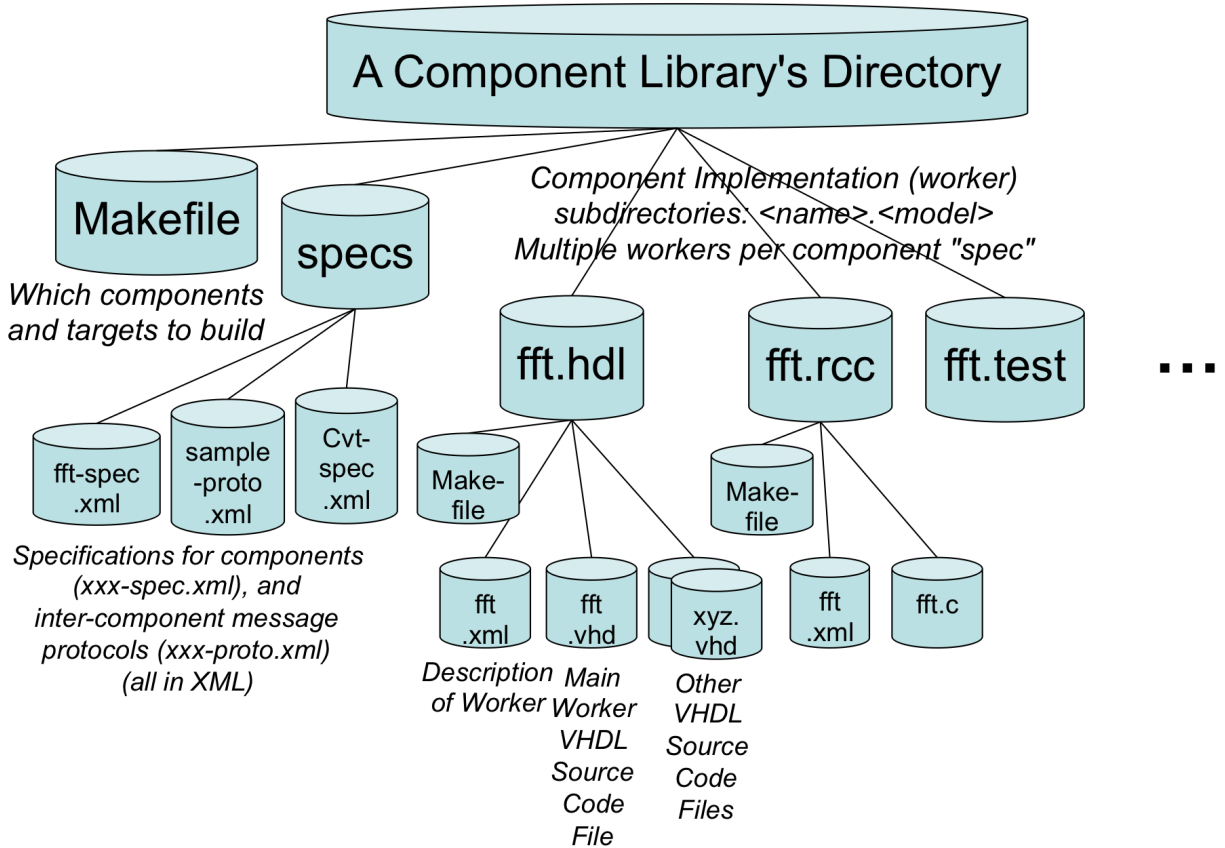 A Component Library's Directory
Makefile
Which components
and targets to build
specs
Component Implementation (worker)
subdirectories: <name>.<model>
Multiple workers per component "spec"
fft.hdl
fft.rcc
fft.test
...
fft-spec
.xml
sample
-proto
.xml
Cvt-
spec
.xml
Specifications for components
(xxx-spec.xml), and
inter-component message
protocols (xxx-proto.xml)
(all in XML)
Make-
file
fft
.xml
Description
of Worker
fft
.vhd
Main
Worker
VHDL
Source
Code
File
xyz.
vhd
Other
VHDL
Source
Code
Files
Make-
file
fft
.xml
fft.c